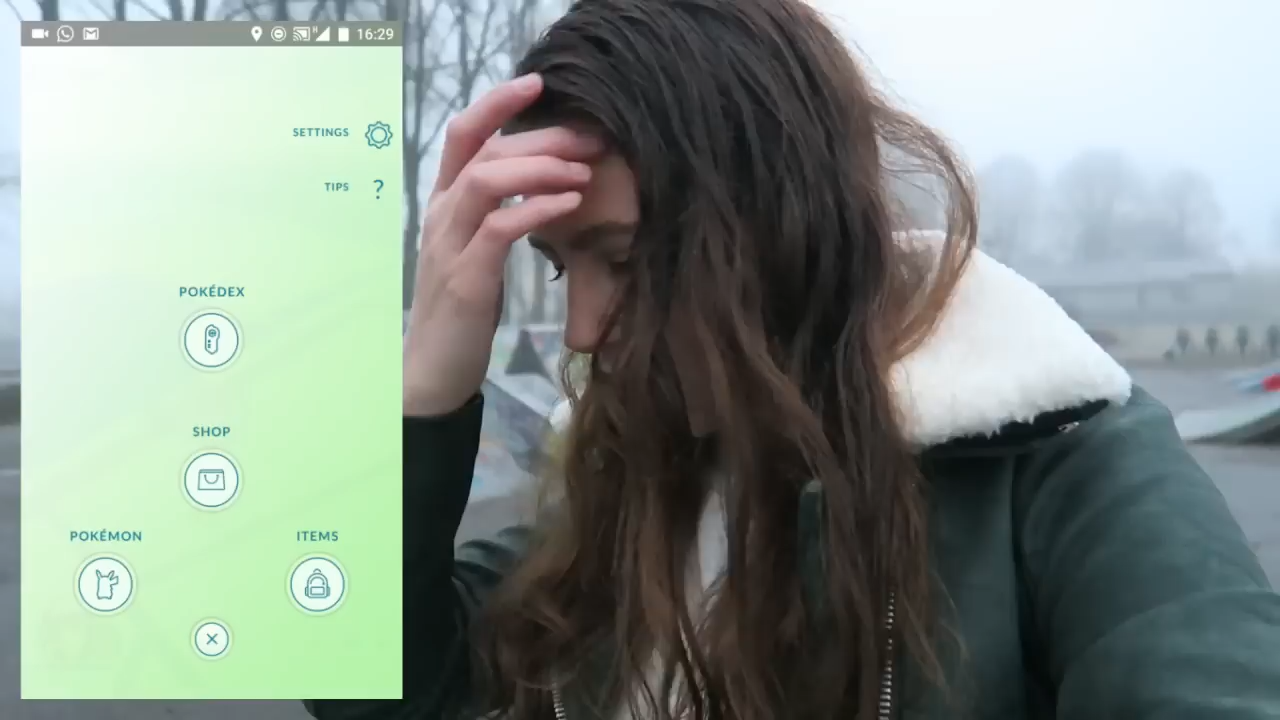 16:29
SETTINGS
TIPS ?
POKÉDEX
SHOP
POKÉMON ITEMS